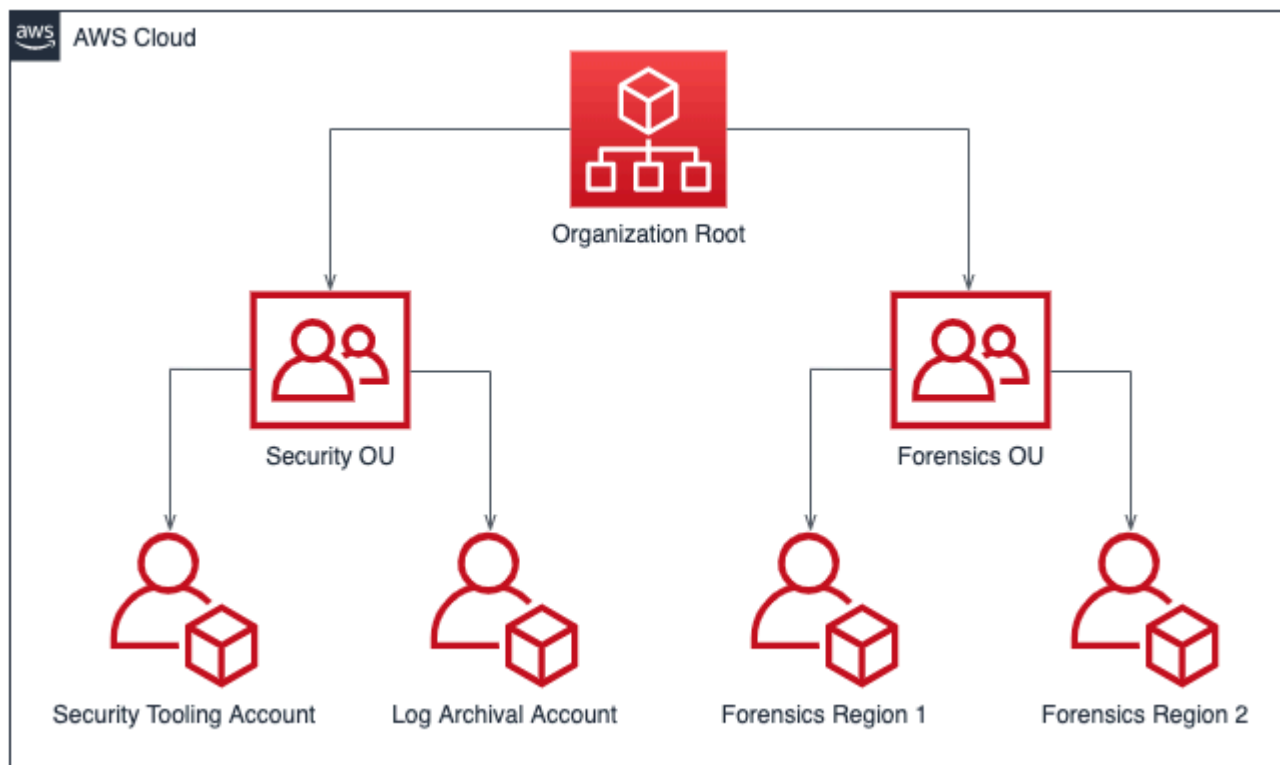 aws
AWS Cloud
Organization Root
Security OU
Forensics OU
Security Tooling Account
Log Archival Account
Forensics Region 1
Forensics Region 2